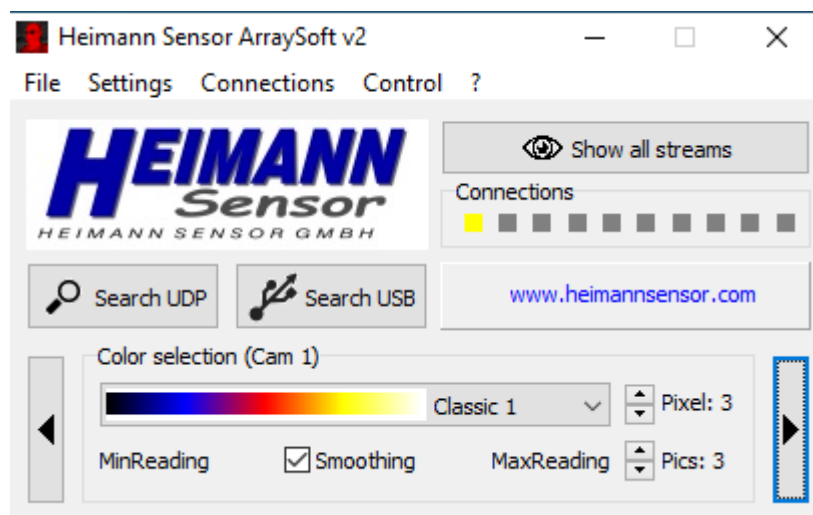 Heimann Sensor ArraySoft v2
File Settings Connections Control ?
HEIMANN
Sensor
HEIMANN SENSOR GMBH
Show all streams
Connections
Search UDP
Search USB
www.heimannsensor.com
Color selection (Cam 1)
Classic 1
Pixel: 3
MinReading
Smoothing
MaxReading
Pics: 3